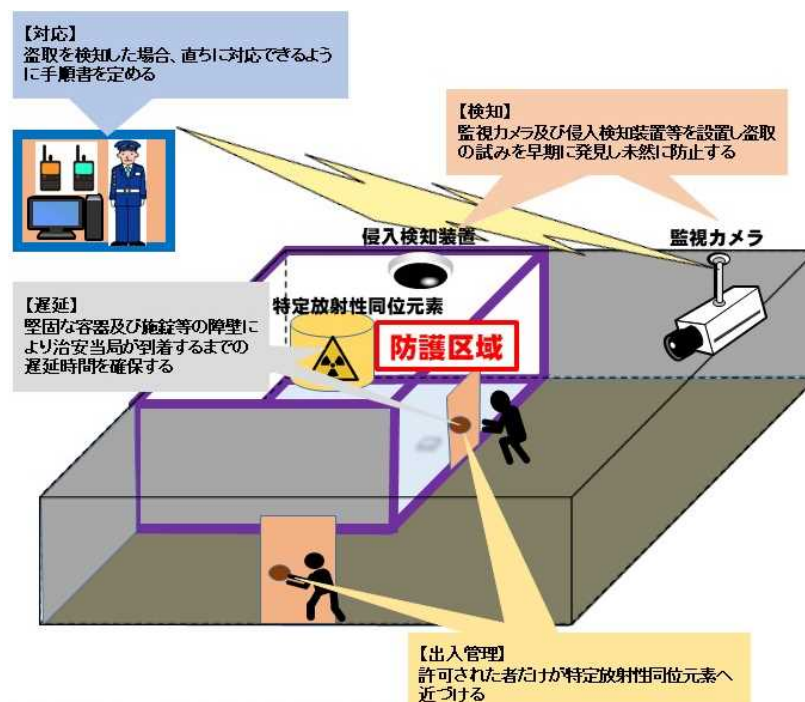 【対応】
盗取を検知した場合、直ちに対応できるよう
に手順書を定める
【検知】
監視カメラ及び侵入検知装置等を設置し盗取
の試みを早期に発見し未然に防止する
侵入検知装置
監視カメラ
【遅延】
堅固な容器及び施錠等の障壁に
より治安当局が到着するまでの
遅延時間を確保する
特定放射性同位元素
防護区域
【出入管理】
許可された者だけが特定放射性同位元素へ
近づける